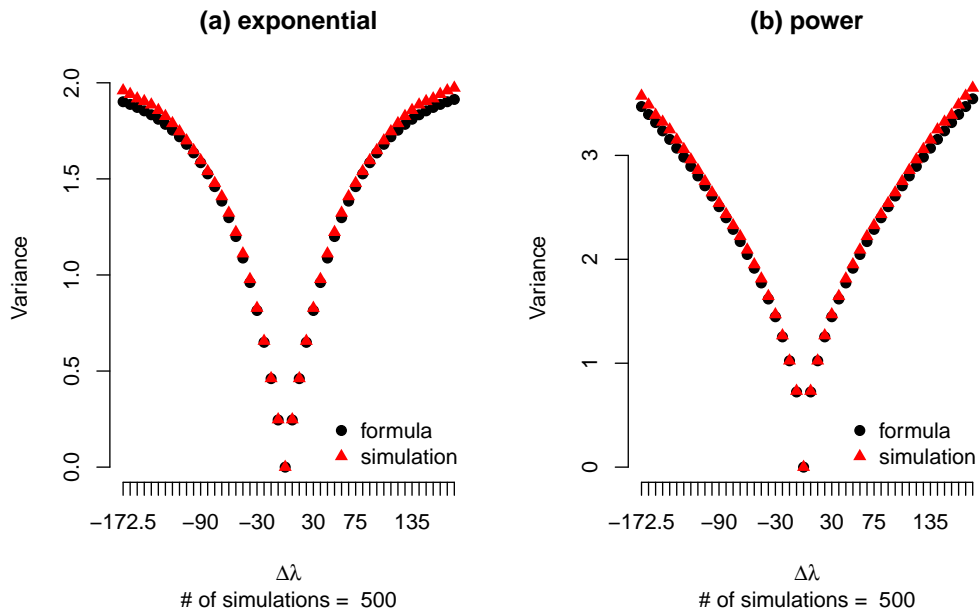 (a) exponential
Variance
2.0
1.5
1.0
0.5
0.0
formula
simulation
−172.5 −90 −30 30 75 135
Δλ
# of simulations = 500
(b) power
Variance
3
2
1
0
formula
simulation
−172.5 −90 −30 30 75 135
Δλ
# of simulations = 500